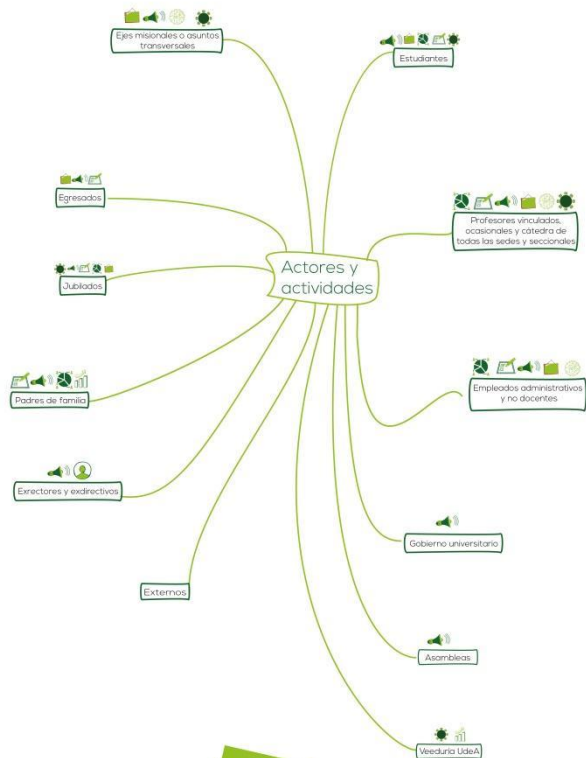 Ejes misionales o asuntos
transversales
Estudiantes
Egresados
Profesores vinculados,
ocasionales y cátedra de
todas las sedes y seccionales
Actores y
actividades
Jubilados
Empleados administrativos
y no docentes
Padres de familia
Exrectores y exdirectivos
Gobierno universitario
Externos
Asambleas
Veeduría UdeA